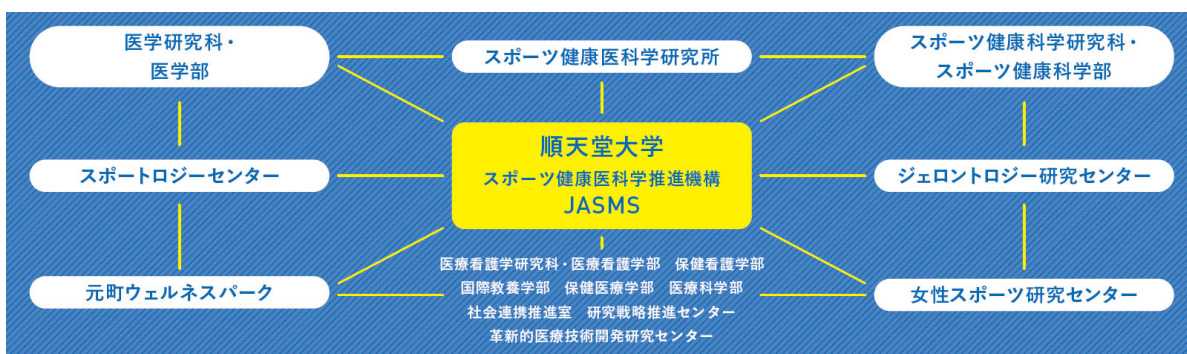 医学研究科・
医学部
スポーツ健康医科学研究所
スポーツ健康科学研究科・
スポーツ健康科学部
スポートロジーセンター
順天堂大学
スポーツ健康医科学推進機構
JASMS
ジェロントロジー研究センター
元町ウェルネスパーク
医療看護学研究科・医療看護学部 保健看護学部
国際教養学部 保健医療学部 医療科学部
社会連携推進室 研究戦略推進センター
革新的医療技術開発研究センター
女性スポーツ研究センター